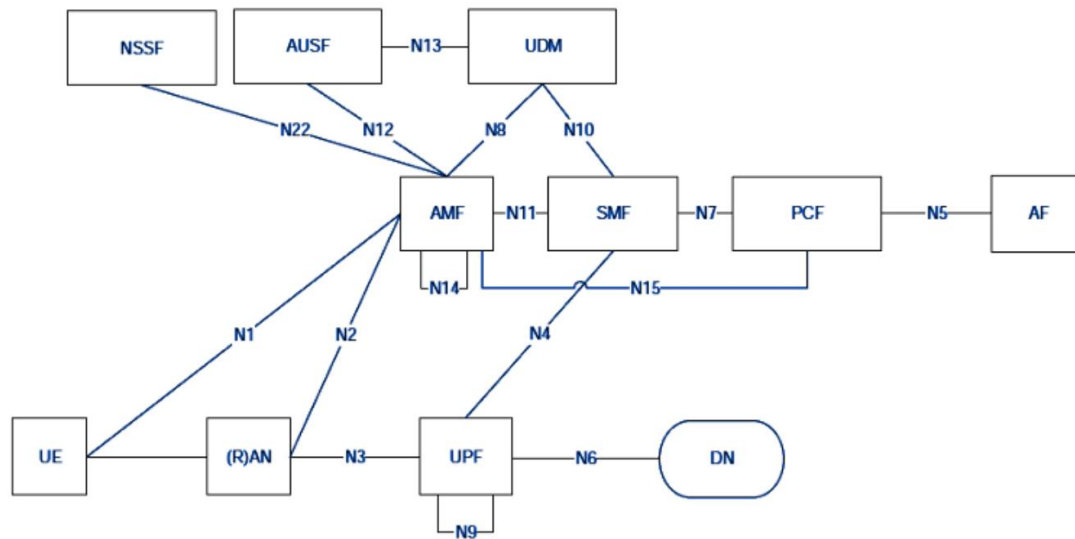 NSSF
AUSF
N13
UDM
N22
N12
N8
N10
AMF
N11
SMF
N7
PCF
N5
AF
N14
N15
N1
N2
N4
UE
(R)AN
N3
UPF
N6
DN
N9